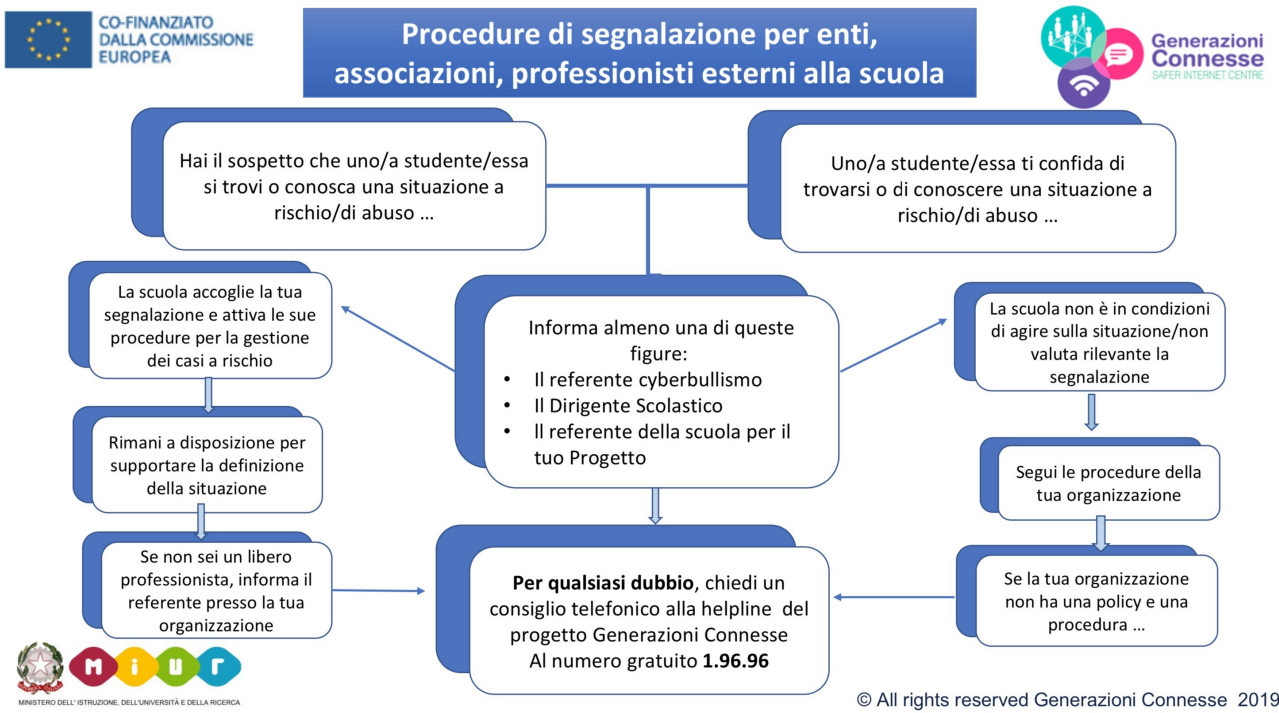 CO-FINANZIATO
DALLA COMMISSIONE
EUROPEA
Procedure di segnalazione per enti,
associazioni, professionisti esterni alla scuola
Generazioni
Connesse
SAFER INTERNET CENTRE
Hai il sospetto che uno/a studente/essa
si trovi o conosca una situazione a
rischio/di abuso ...
Uno/a studente/essa ti confida di
trovarsi o di conoscere una situazione a
rischio/di abuso ...
La scuola accoglie la tua
segnalazione e attiva le sue
procedure per la gestione
dei casi a rischio
Informa almeno una di queste
figure:
• Il referente cyberbullismo
• Il Dirigente Scolastico
• Il referente della scuola per il
tuo Progetto
La scuola non è in condizioni
di agire sulla situazione/non
valuta rilevante la
segnalazione
Rimani a disposizione per
supportare la definizione
della situazione
Segui le procedure della
tua organizzazione
Se non sei un libero
professionista, informa il
referente presso la tua
organizzazione
Per qualsiasi dubbio, chiedi un
consiglio telefonico alla helpline del
progetto Generazioni Connesse
Al numero gratuito 1.96.96
Se la tua organizzazione
non ha una policy e una
procedura ...
MIUR
MINISTERO DELL' ISTRUZIONE, DELL'UNIVERSITÀ E DELLA RICERCA
© All rights reserved Generazioni Connesse 2019